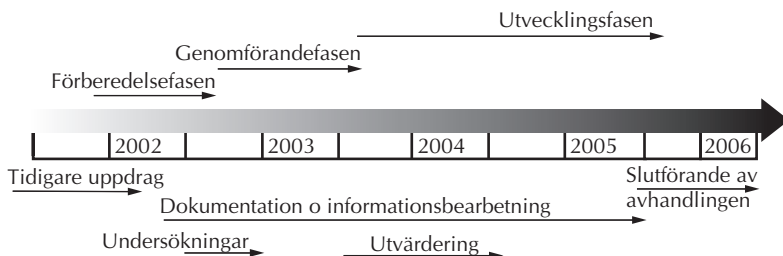 Utvecklingsfasen
Genomförandefasen
Förberedelsefasen
2002 2003 2004 2005 2006
Tidigare uppdrag
Slutförande av
avhandlingen
Dokumentation o informationsbearbetning
Undersökningar
Utvärdering